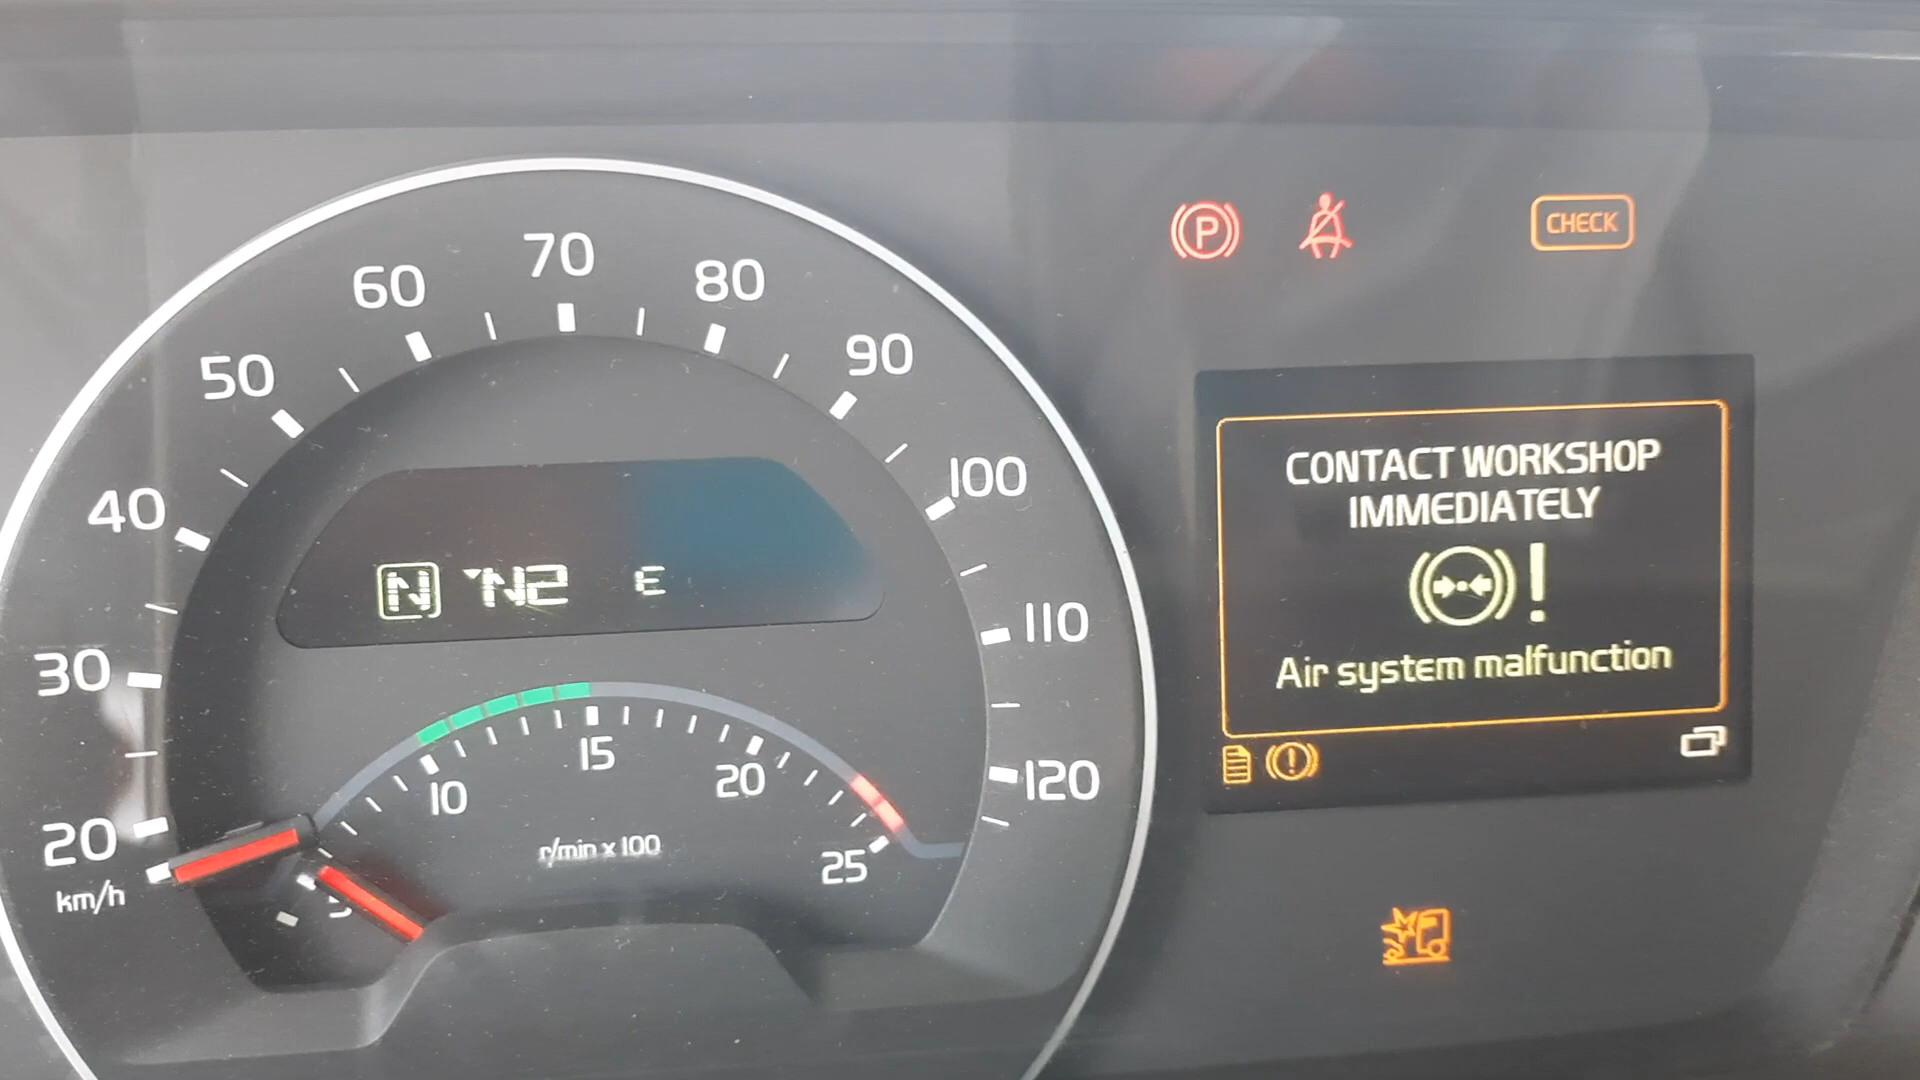 70
60
80
50
90
40
100
30
110
20
120
km/h
N N2 E
5
10
15
20
25
r/min x 100
P
CHECK
CONTACT WORKSHOP
IMMEDIATELY
!
Air system malfunction